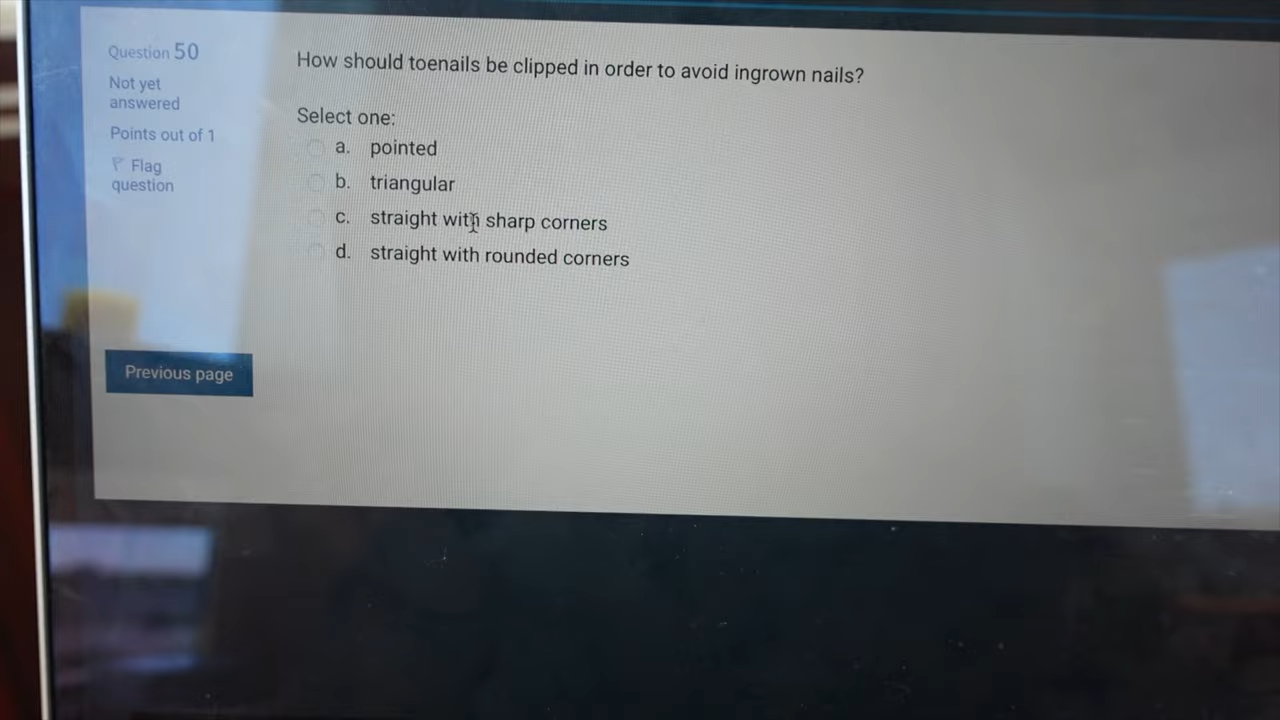 Question 50
Not yet
answered
Points out of 1
Flag
question
How should toenails be clipped in order to avoid ingrown nails?
Select one:
a. pointed
b. triangular
c. straight with sharp corners
d. straight with rounded corners
Previous page